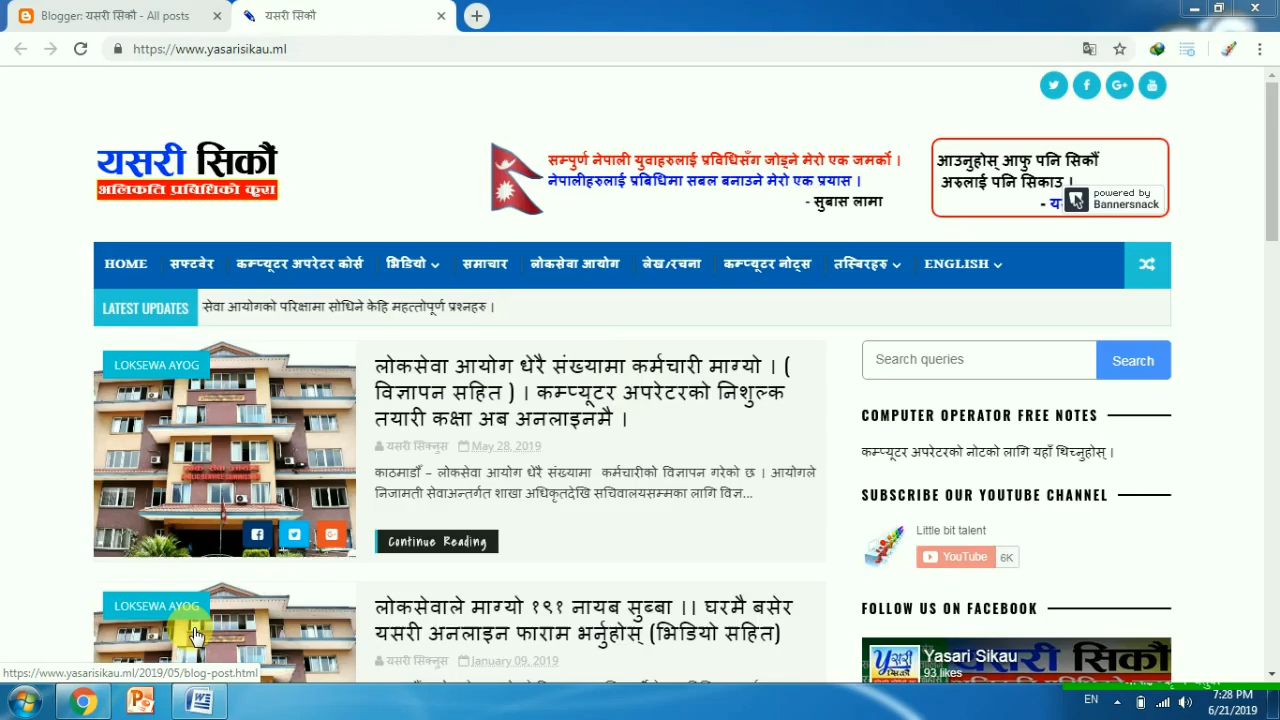 Blogger: यसरी सिकौ - All posts
यसरी सिकौ
https://www.yasarisikau.ml
यसरी सिकौं
भलिकति प्रबिधिको कूरा
सम्पुर्ण नेपाली युवाहरुलाई प्रविधिसँग जोड्ने मेरो एक जमर्को ।
नेपालीहरुलाई प्रबिधिमा सबल बनाउने मेरो एक प्रयास ।
- सुबास लामा
आउनुहोस् आफु पनि सिकौं
अरुलाई पनि सिकाउ ।
- य
powered by
Bannersnack
HOME सफ्टवेर कम्प्यूटर अपरेटर कोर्स भिडियो समाचार लोकसेवा आयोग लेख/रचना कम्प्यूटर नोट्स तस्बिरहरु ENGLISH
LATEST UPDATES
सेवा आयोगको परिक्षामा सोधिने केहि महत्तोपूर्ण प्रश्नहरु ।
LOKSEWA AYOG
लोकसेवा आयोग धेरै संख्यामा कर्मचारी माग्यो । (
विज्ञापन सहित ) । कम्प्यूटर अपरेटरको निशुल्क
तयारी कक्षा अब अनलाइनमै ।
यसरी सिक्नुस May 28, 2019
काठमाडौँ – लोकसेवा आयोग धेरै संख्यामा कर्मचारीको विज्ञापन गरेको छ । आयोगले
निजामती सेवाअन्तर्गत शाखा अधिकृतदेखि सचिवालयसम्मका लागि विज्ञ...
Continue Reading
LOKSEWA AYOG
लोकसेवाले माग्यो १९१ नायब सुब्बा ।। घरमै बसेर
यसरी अनलाइन फाराम भर्नुहोस् (भिडियो सहित)
यसरी सिक्नुस January 09, 2019
Search queries
Search
COMPUTER OPERATOR FREE NOTES
कम्प्यूटर अपरेटरको नोटको लागि यहाँ थिच्नुहोस् ।
SUBSCRIBE OUR YOUTUBE CHANNEL
Little bit talent
YouTube 6K
FOLLOW US ON FACEBOOK
Yasari Sikau
93 likes
https://www.yasarisikau.ml/2019/05/blog-post.html
EN
7:28 PM
6/21/2019